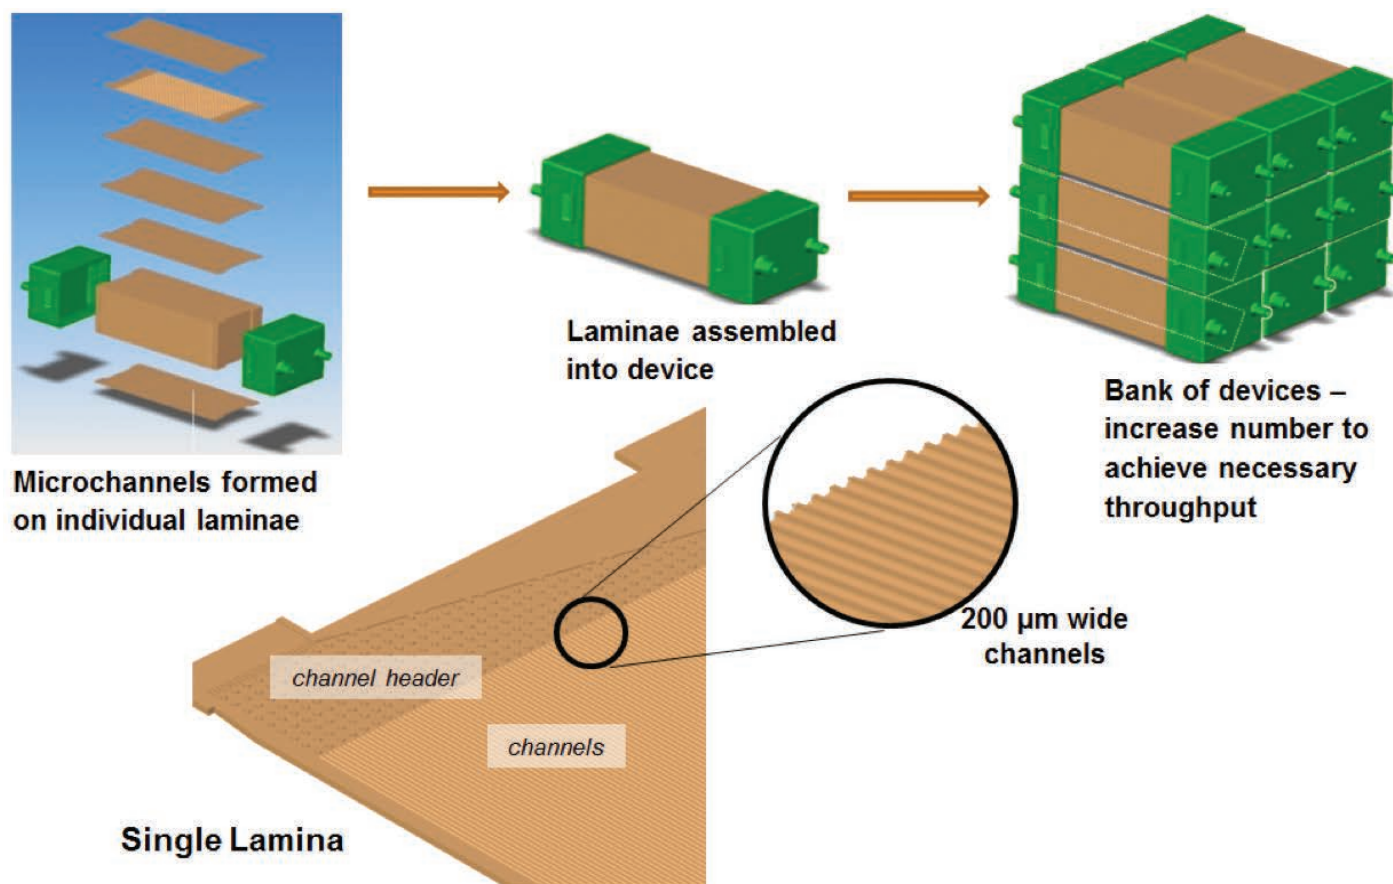 Microchannels formed
on individual laminae
Laminae assembled
into device
Bank of devices –
increase number to
achieve necessary
throughput
200 µm wide
channels
channel header
channels
Single Lamina